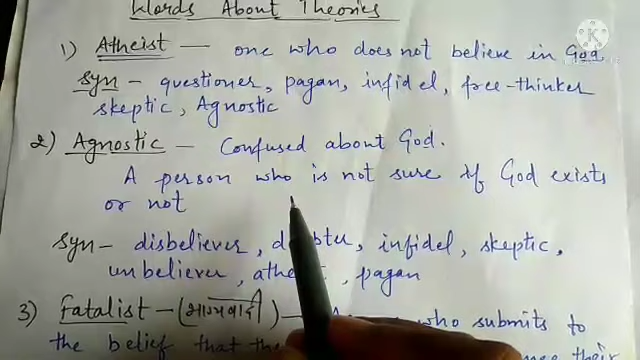 Words About Theories
1) Atheist — one who does not believe in God
Syn - questioner, pagan, infidel, free-thinker
skeptic, Agnostic
2) Agnostic — Confused about God.
A person who is not sure if God exists
or not
Syn - disbeliever, infidel, skeptic,
unbeliever, pagan
3) Fatalist - (भाग्यवादी) — who submits to
the belief that their
KINEMASTER